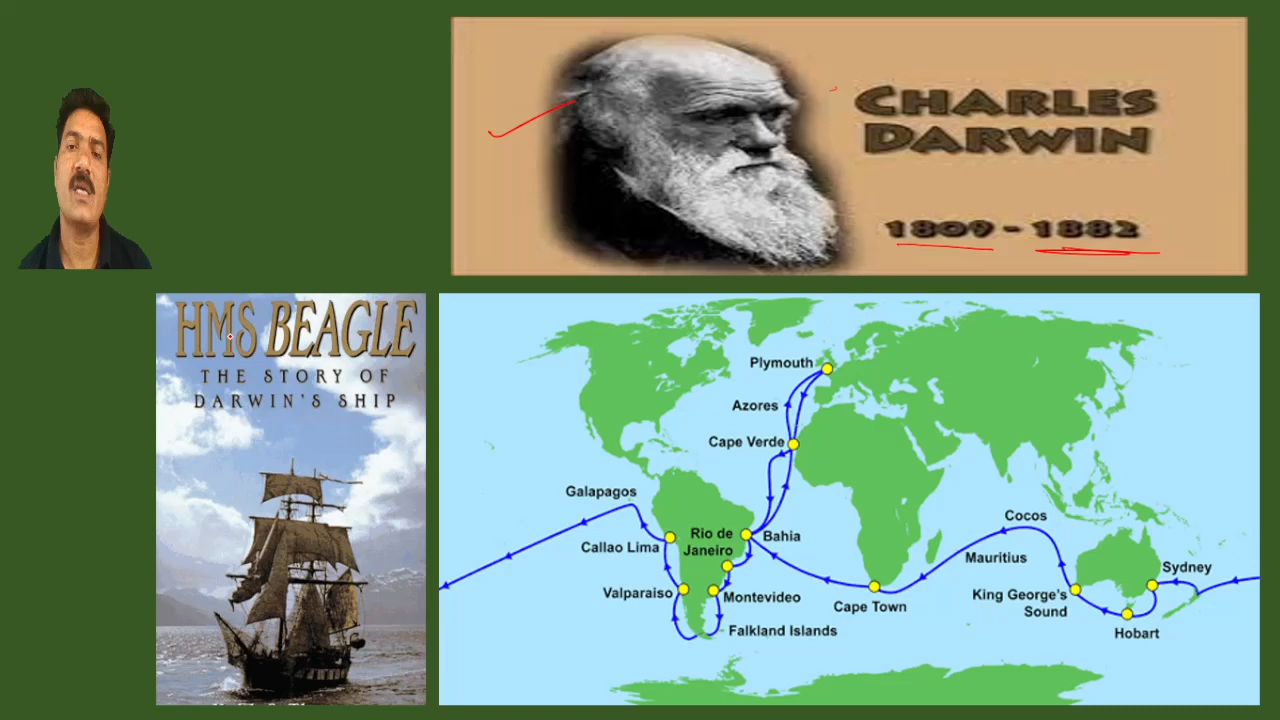 CHARLES
DARWIN
1809 - 1882
HMS BEAGLE
THE STORY OF
DARWIN'S SHIP
Plymouth
Azores
Cape Verde
Galapagos
Callao Lima
Rio de
Janeiro
Bahia
Valparaiso
Montevideo
Falkland Islands
Cape Town
Cocos
Mauritius
King George's
Sound
Sydney
Hobart